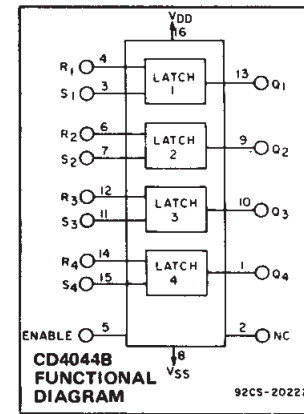 VDD
16
R1 4
S1 3
LATCH
1
13 Q1
R2 6
S2 7
LATCH
2
9 Q2
R3 12
S3 11
LATCH
3
10 Q3
R4 14
S4 15
LATCH
4
1 Q4
ENABLE 5
2 NC
8
VSS
CD4044B
FUNCTIONAL
DIAGRAM